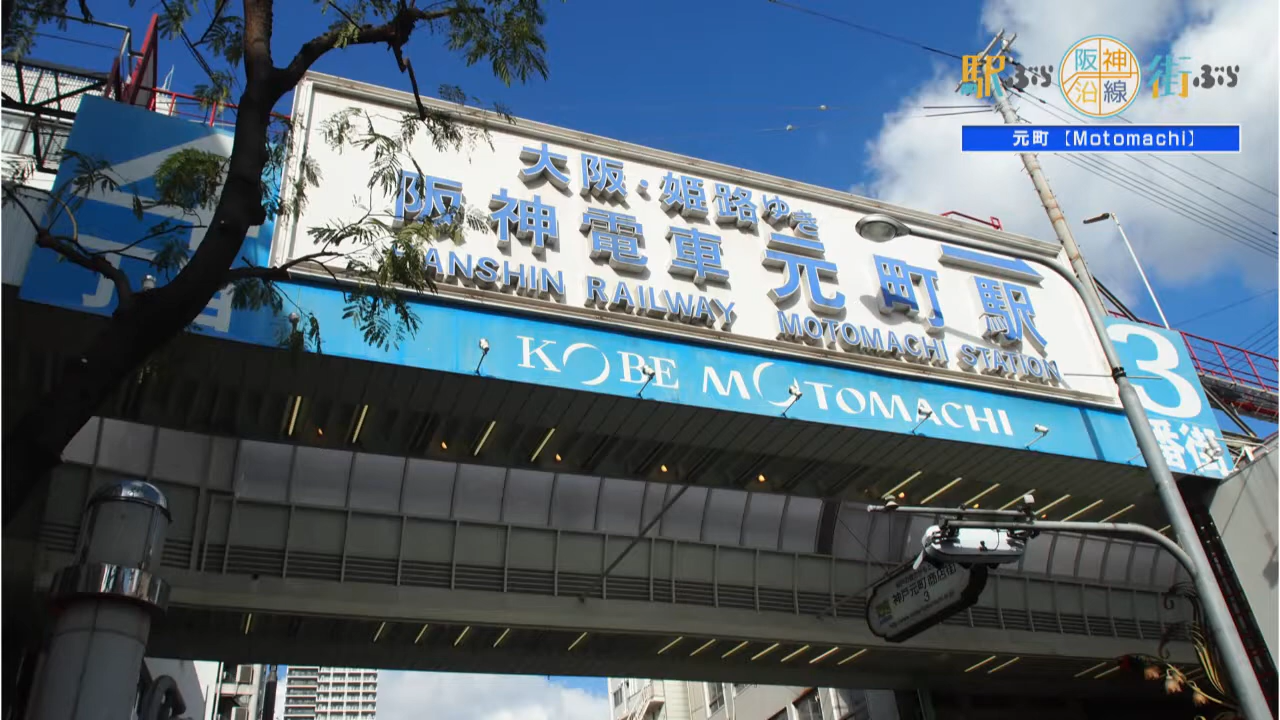 駅ぶら 阪神沿線 街ぶら
元町 【Motomachi】
大阪・姫路ゆき
阪神電車 元町駅
HANSHIN RAILWAY MOTOMACHI STATION
KOBE MOTOMACHI
3
番街
神戸元町商店街
3